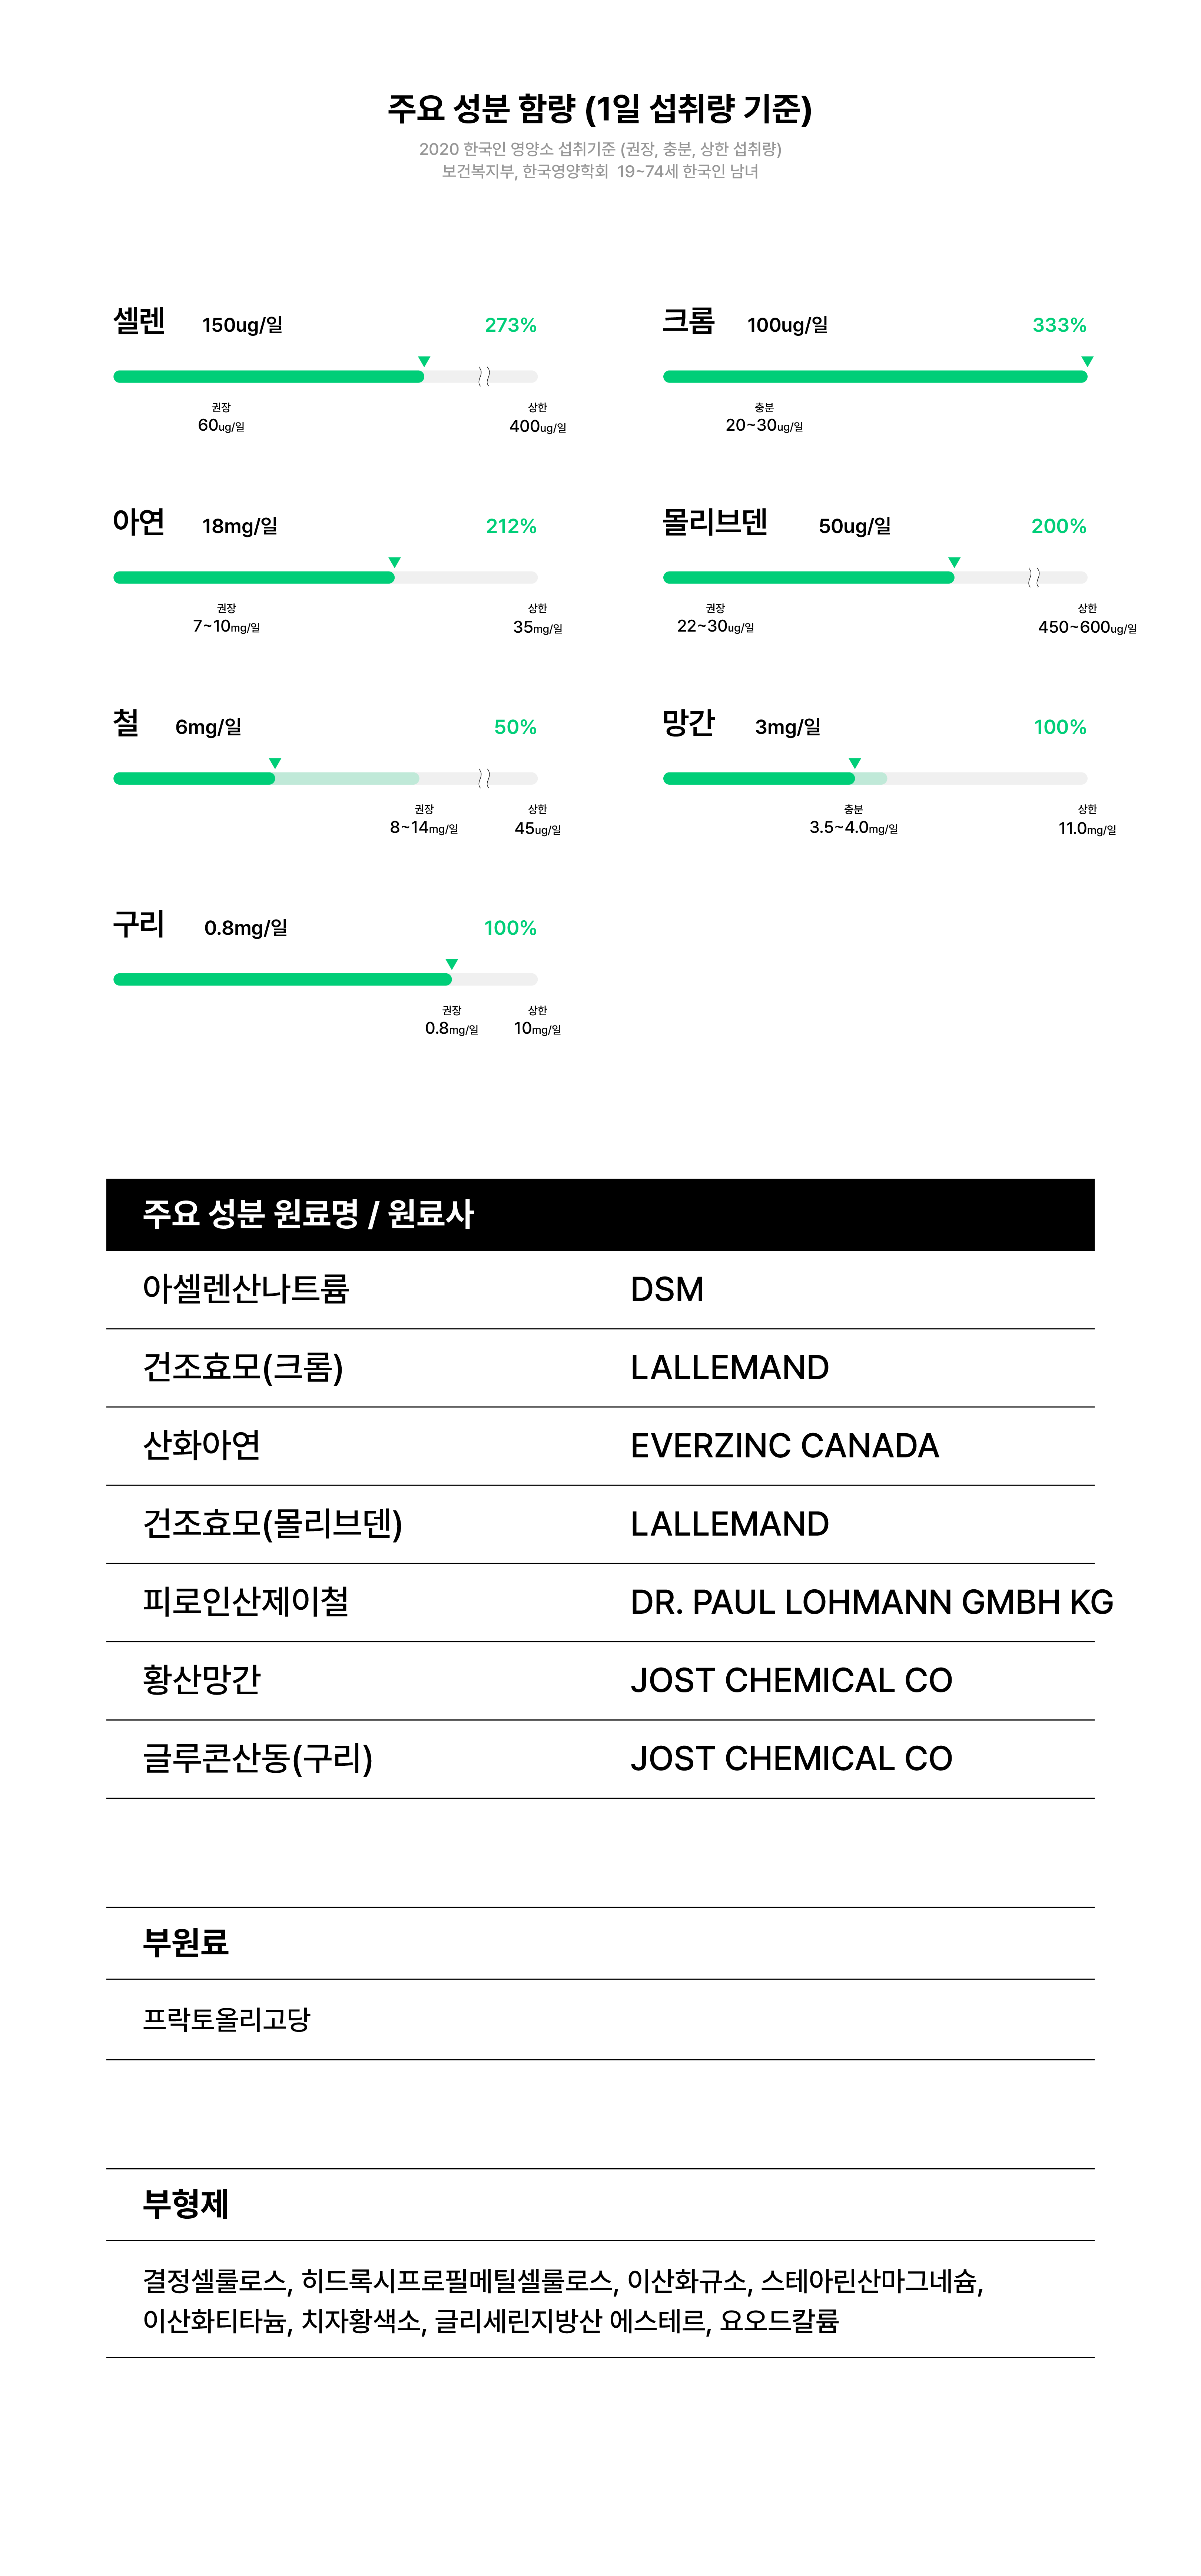 주요 성분 함량 (1일 섭취량 기준)
2020 한국인 영양소 섭취기준 (권장, 충분, 상한 섭취량)
보건복지부, 한국영양학회 19~74세 한국인 남녀
셀렌 150ug/일 273%
권장 상한
60ug/일 400ug/일
크롬 100ug/일 333%
충분
20~30ug/일
아연 18mg/일 212%
권장 상한
7~10mg/일 35mg/일
몰리브덴 50ug/일 200%
권장 상한
22~30ug/일 450~600ug/일
철 6mg/일 50%
권장 상한
8~14mg/일 45ug/일
망간 3mg/일 100%
충분 상한
3.5~4.0mg/일 11.0mg/일
구리 0.8mg/일 100%
권장 상한
0.8mg/일 10mg/일
주요 성분 원료명 / 원료사
아셀렌산나트륨 DSM
건조효모(크롬) LALLEMAND
산화아연 EVERZINC CANADA
건조효모(몰리브덴) LALLEMAND
피로인산제이철 DR. PAUL LOHMANN GMBH KG
황산망간 JOST CHEMICAL CO
글루콘산동(구리) JOST CHEMICAL CO
부원료
프락토올리고당
부형제
결정셀룰로스, 히드록시프로필메틸셀룰로스, 이산화규소, 스테아린산마그네슘,
이산화티타늄, 치자황색소, 글리세린지방산 에스테르, 요오드칼륨